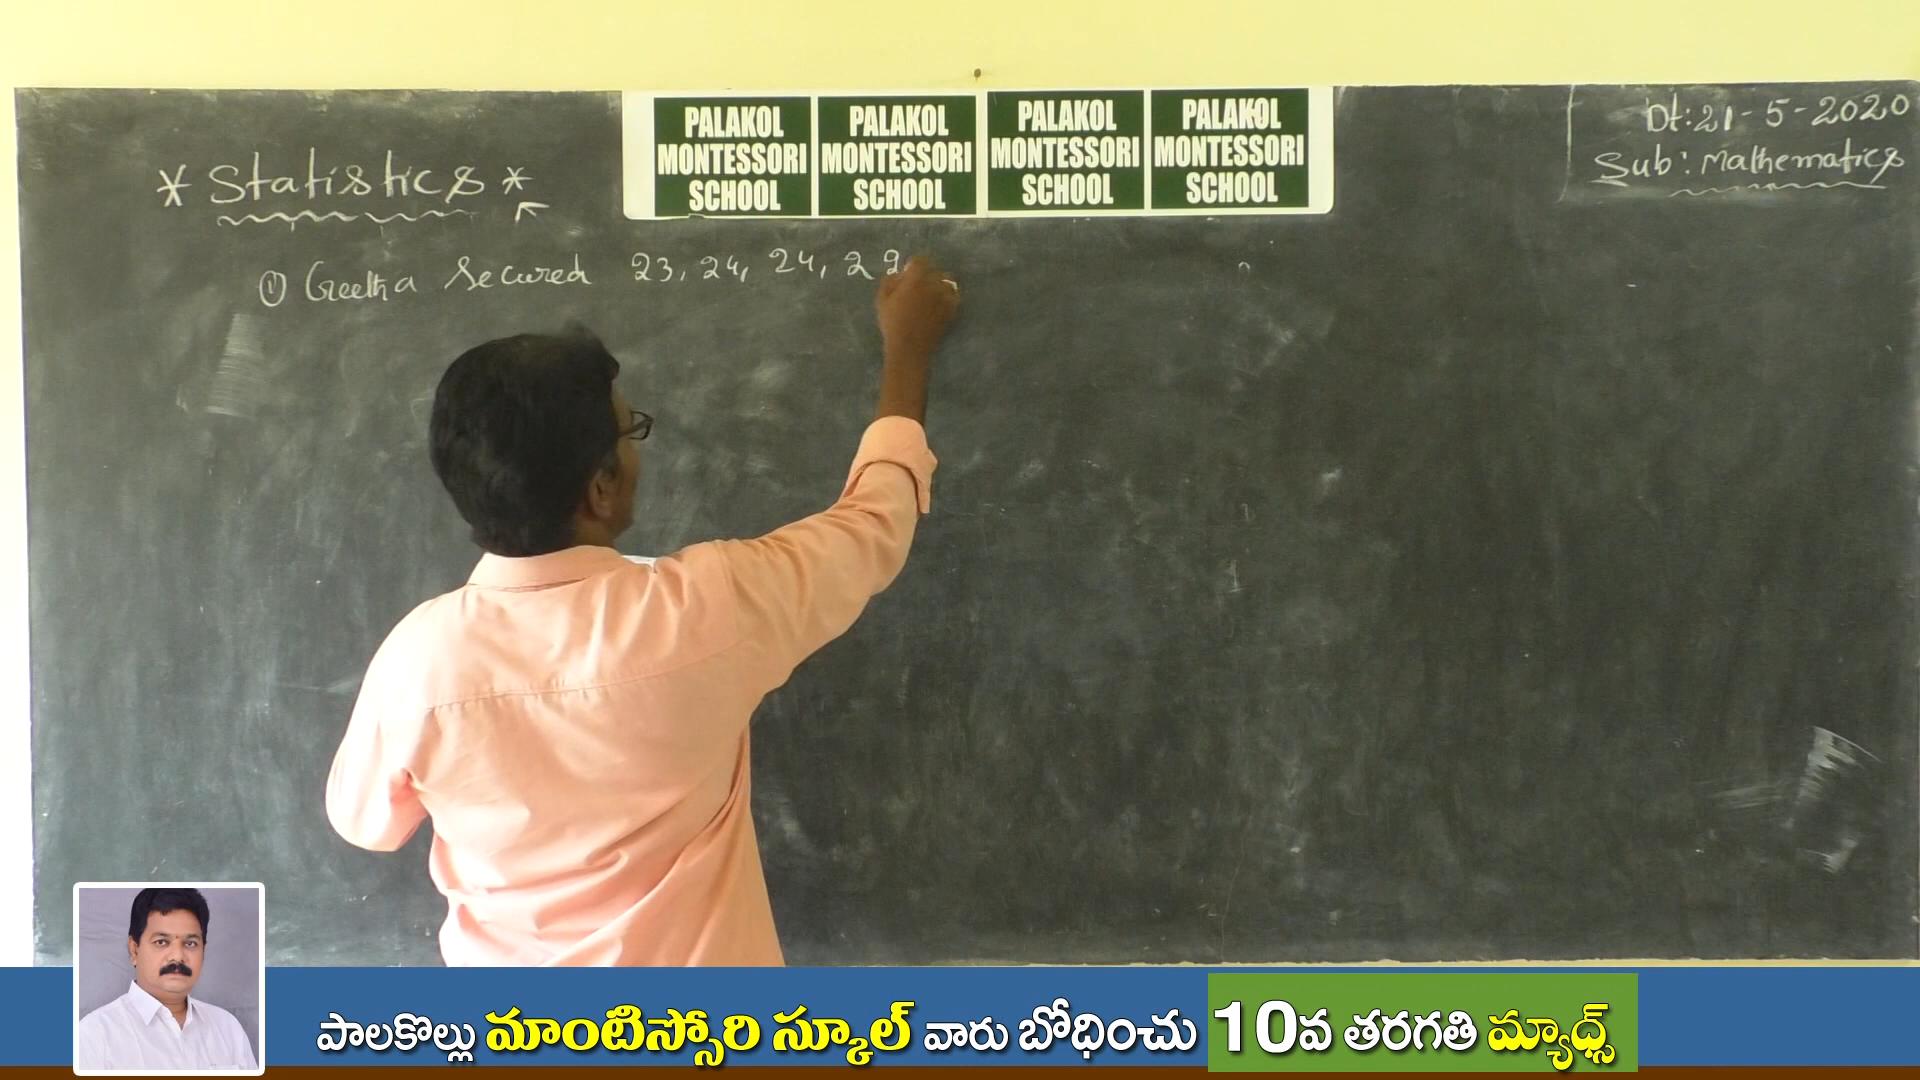 PALAKOL MONTESSORI SCHOOL
PALAKOL MONTESSORI SCHOOL
PALAKOL MONTESSORI SCHOOL
PALAKOL MONTESSORI SCHOOL
Dt: 21-5-2020
Sub: Mathematics
* Statistics *
① Geetha Secured 23, 24, 24, 22
పాలకొల్లు మాంటిస్సోరి స్కూల్ వారు బోధించు 10వ తరగతి మ్యాథ్స్